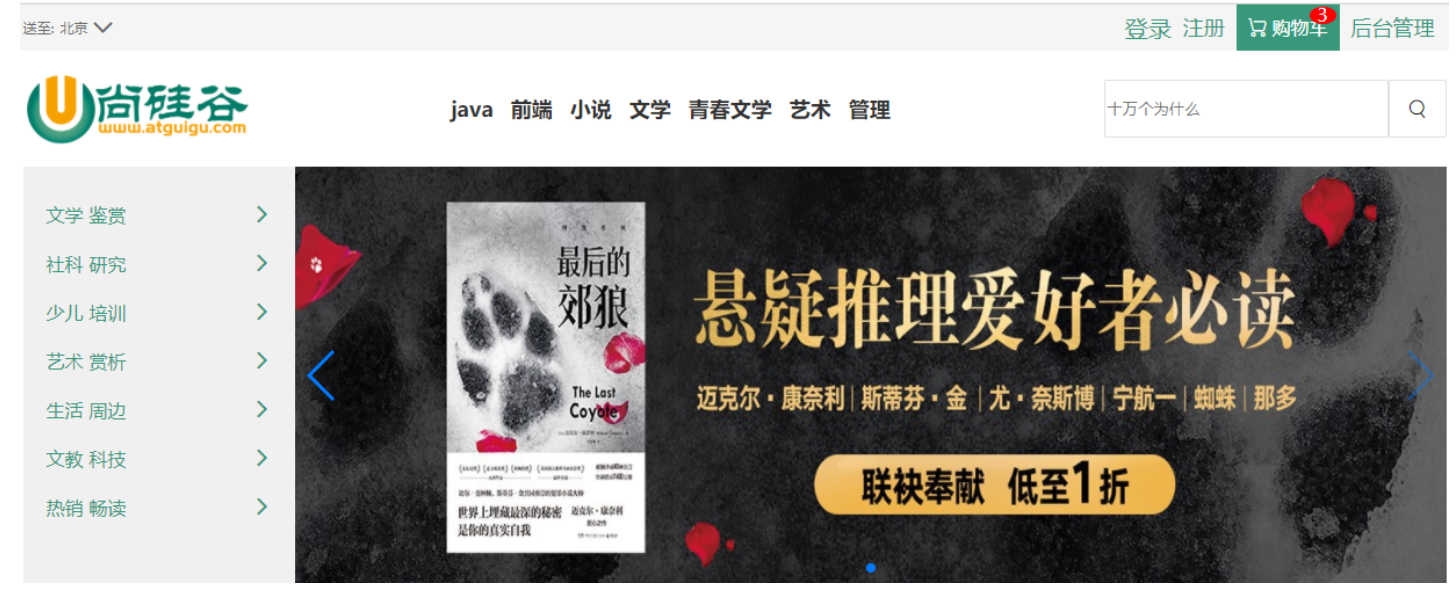 送至: 北京
登录 注册 购物车 3 后台管理
尚硅谷
www.atguigu.com
java 前端 小说 文学 青春文学 艺术 管理
十万个为什么
文学 鉴赏
社科 研究
少儿 培训
艺术 赏析
生活 周边
文教 科技
热销 畅读
最后的
郊狼
The Last
Coyote
世界上埋藏最深的秘密
是你的真实自我
迈克尔·康奈利
悬疑推理爱好者必读
迈克尔·康奈利|斯蒂芬·金|尤·奈斯博|宁航一|蜘蛛|那多
联袂奉献 低至1折